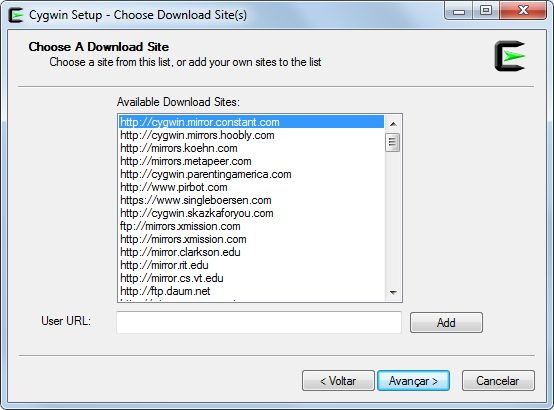 Cygwin Setup - Choose Download Site(s)
Choose A Download Site
Choose a site from this list, or add your own sites to the list
Available Download Sites:
http://cygwin.mirror.constant.com
http://cygwin.mirrors.hoobly.com
http://mirrors.koehn.com
http://mirrors.metapeer.com
http://cygwin.parentingamerica.com
http://www.pirbot.com
https://www.singleboersen.com
http://cygwin.skazkaforyou.com
ftp://mirrors.xmission.com
http://mirrors.xmission.com
http://mirror.clarkson.edu
http://mirror.rit.edu
http://mirror.cs.vt.edu
http://ftp.daum.net
User URL:
Add
< Voltar
Avançar >
Cancelar